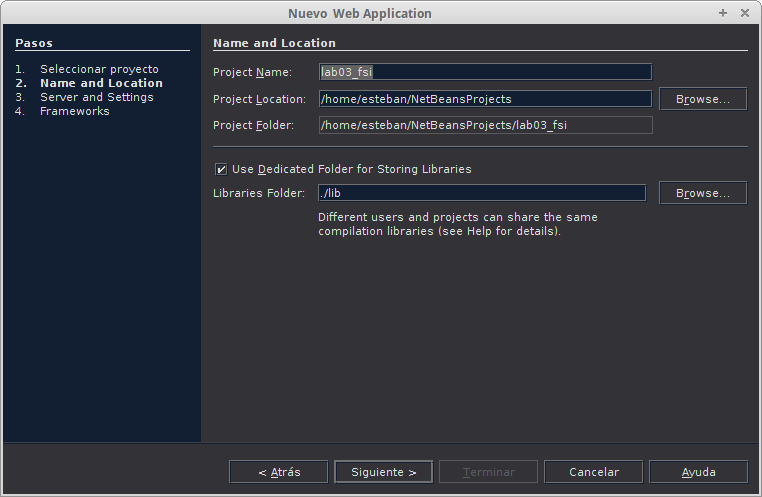 Nuevo Web Application
Pasos
1. Seleccionar proyecto
2. Name and Location
3. Server and Settings
4. Frameworks
Name and Location
Project Name: lab03_fsi
Project Location: /home/esteban/NetBeansProjects Browse...
Project Folder: /home/esteban/NetBeansProjects/lab03_fsi
Use Dedicated Folder for Storing Libraries
Libraries Folder: ./lib Browse...
Different users and projects can share the same
compilation libraries (see Help for details).
< Atrás Siguiente > Terminar Cancelar Ayuda